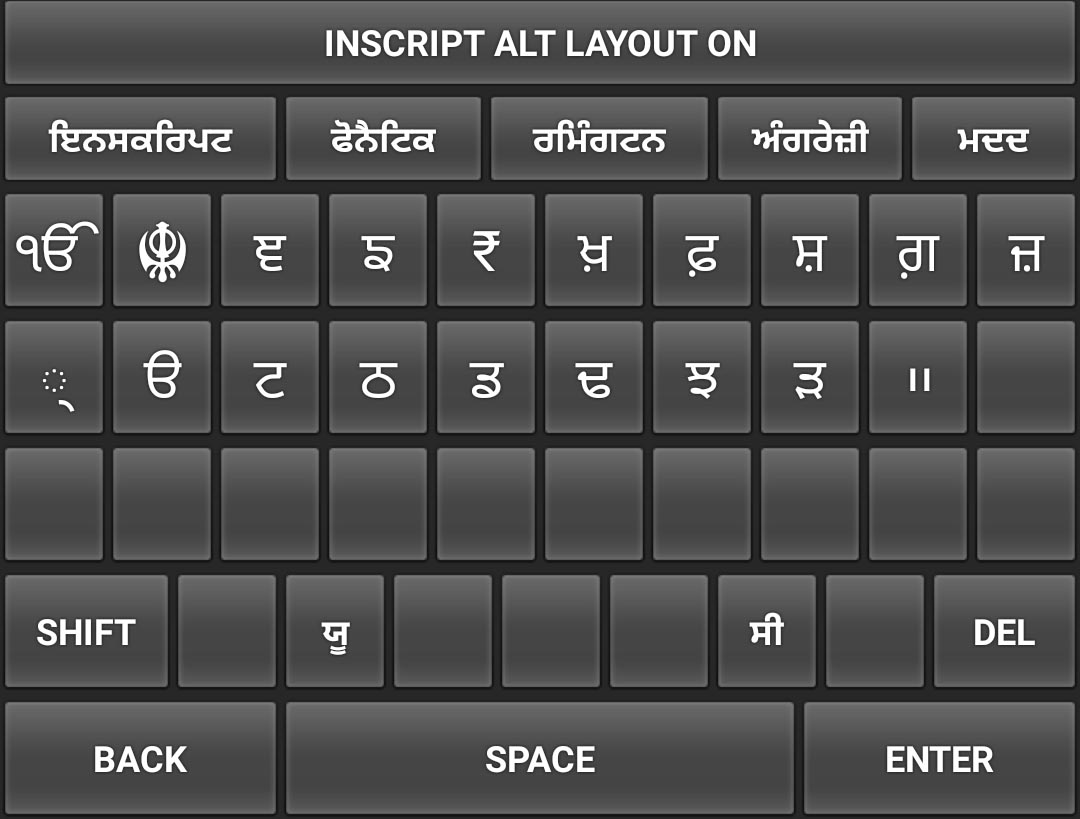 INSCRIPT ALT LAYOUT ON
ਇਨਸਕਰਿਪਟ ਫੋਨੈਟਿਕ ਰਮਿੰਗਟਨ ਅੰਗਰੇਜ਼ੀ ਮਦਦ
ੴ ☬ ਞ ਙ ₹ ਖ਼ ਫ਼ ਸ਼ ਗ਼ ਜ਼
੍ ੳ ਟ ਠ ਡ ਢ ਝ ੜ ॥
SHIFT ਯੂ ਸੀ DEL
BACK SPACE ENTER